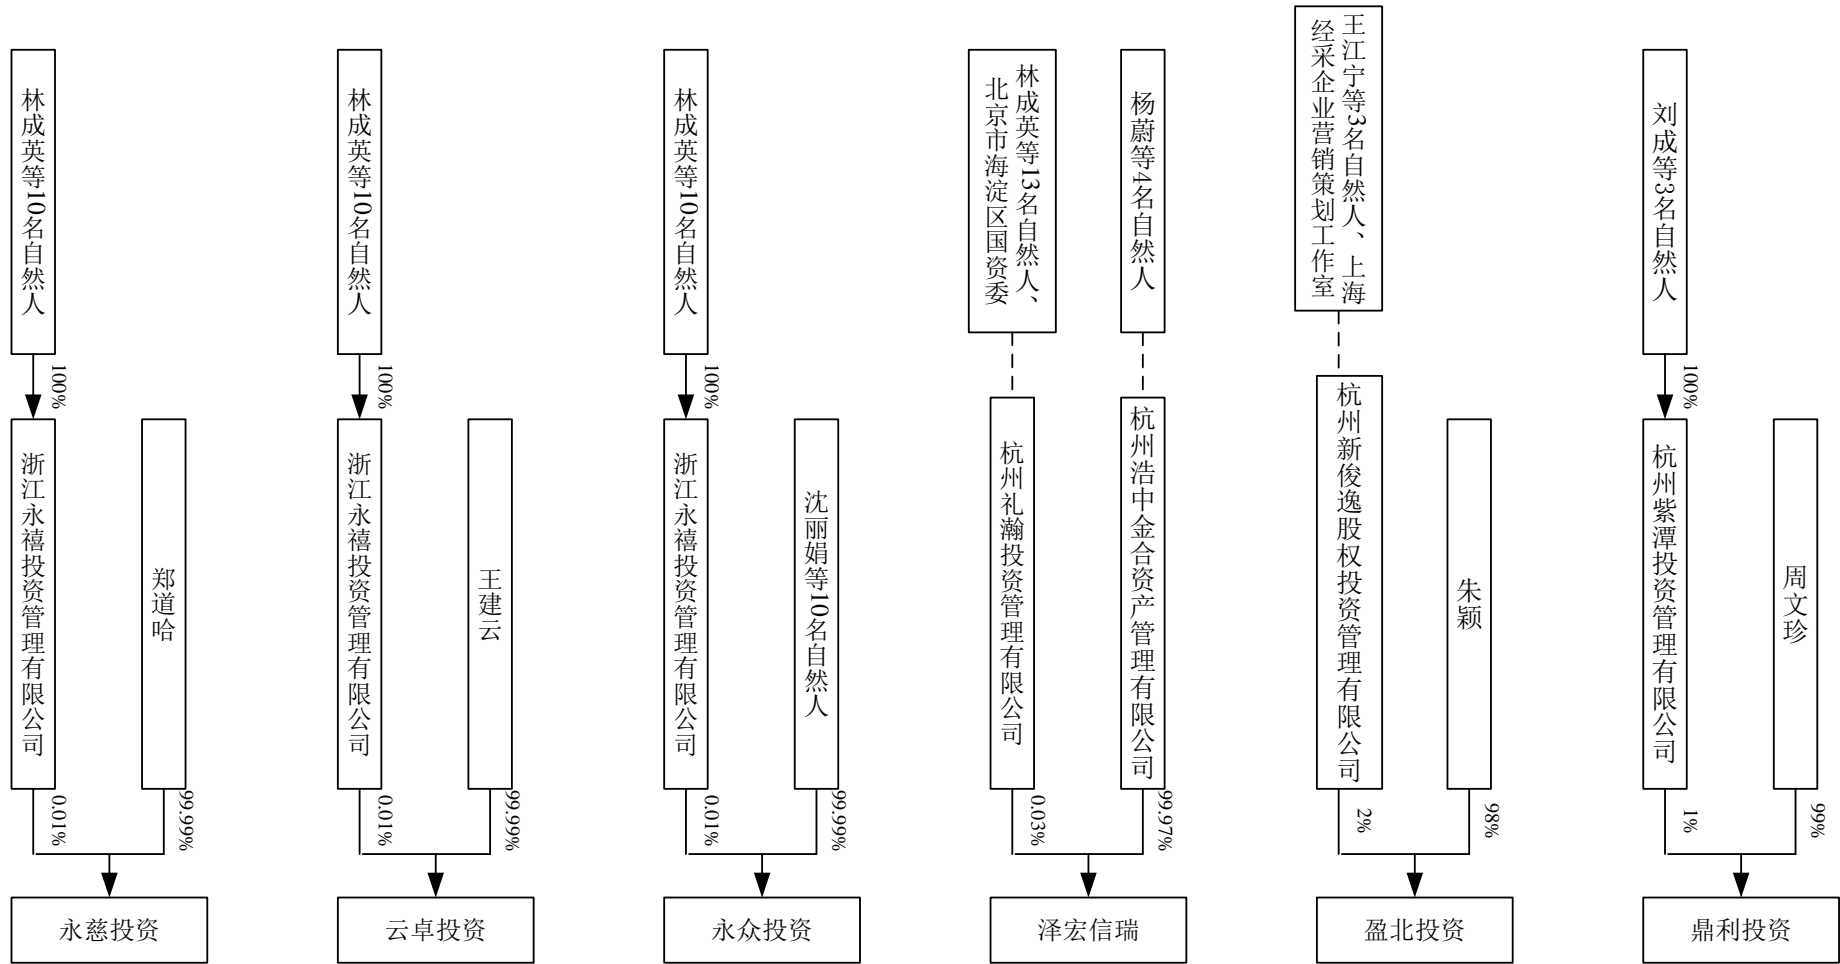 林成英等10名自然人
100%
浙江永禧投资管理有限公司
郑道哈
0.01%
99.99%
永慈投资
林成英等10名自然人
100%
浙江永禧投资管理有限公司
王建云
0.01%
99.99%
云卓投资
林成英等10名自然人
100%
浙江永禧投资管理有限公司
沈丽娟等10名自然人
0.01%
99.99%
永众投资
林成英等13名自然人、
北京市海淀区国资委
杨蔚等4名自然人
杭州礼瀚投资管理有限公司
杭州浩中金合资产管理有限公司
0.03%
99.97%
泽宏信瑞
王江宁等3名自然人、上海
经采企业营销策划工作室
杭州新俊逸股权投资管理有限公司
朱颖
2%
98%
盈北投资
刘成等3名自然人
100%
杭州紫潭投资管理有限公司
周文珍
1%
99%
鼎利投资